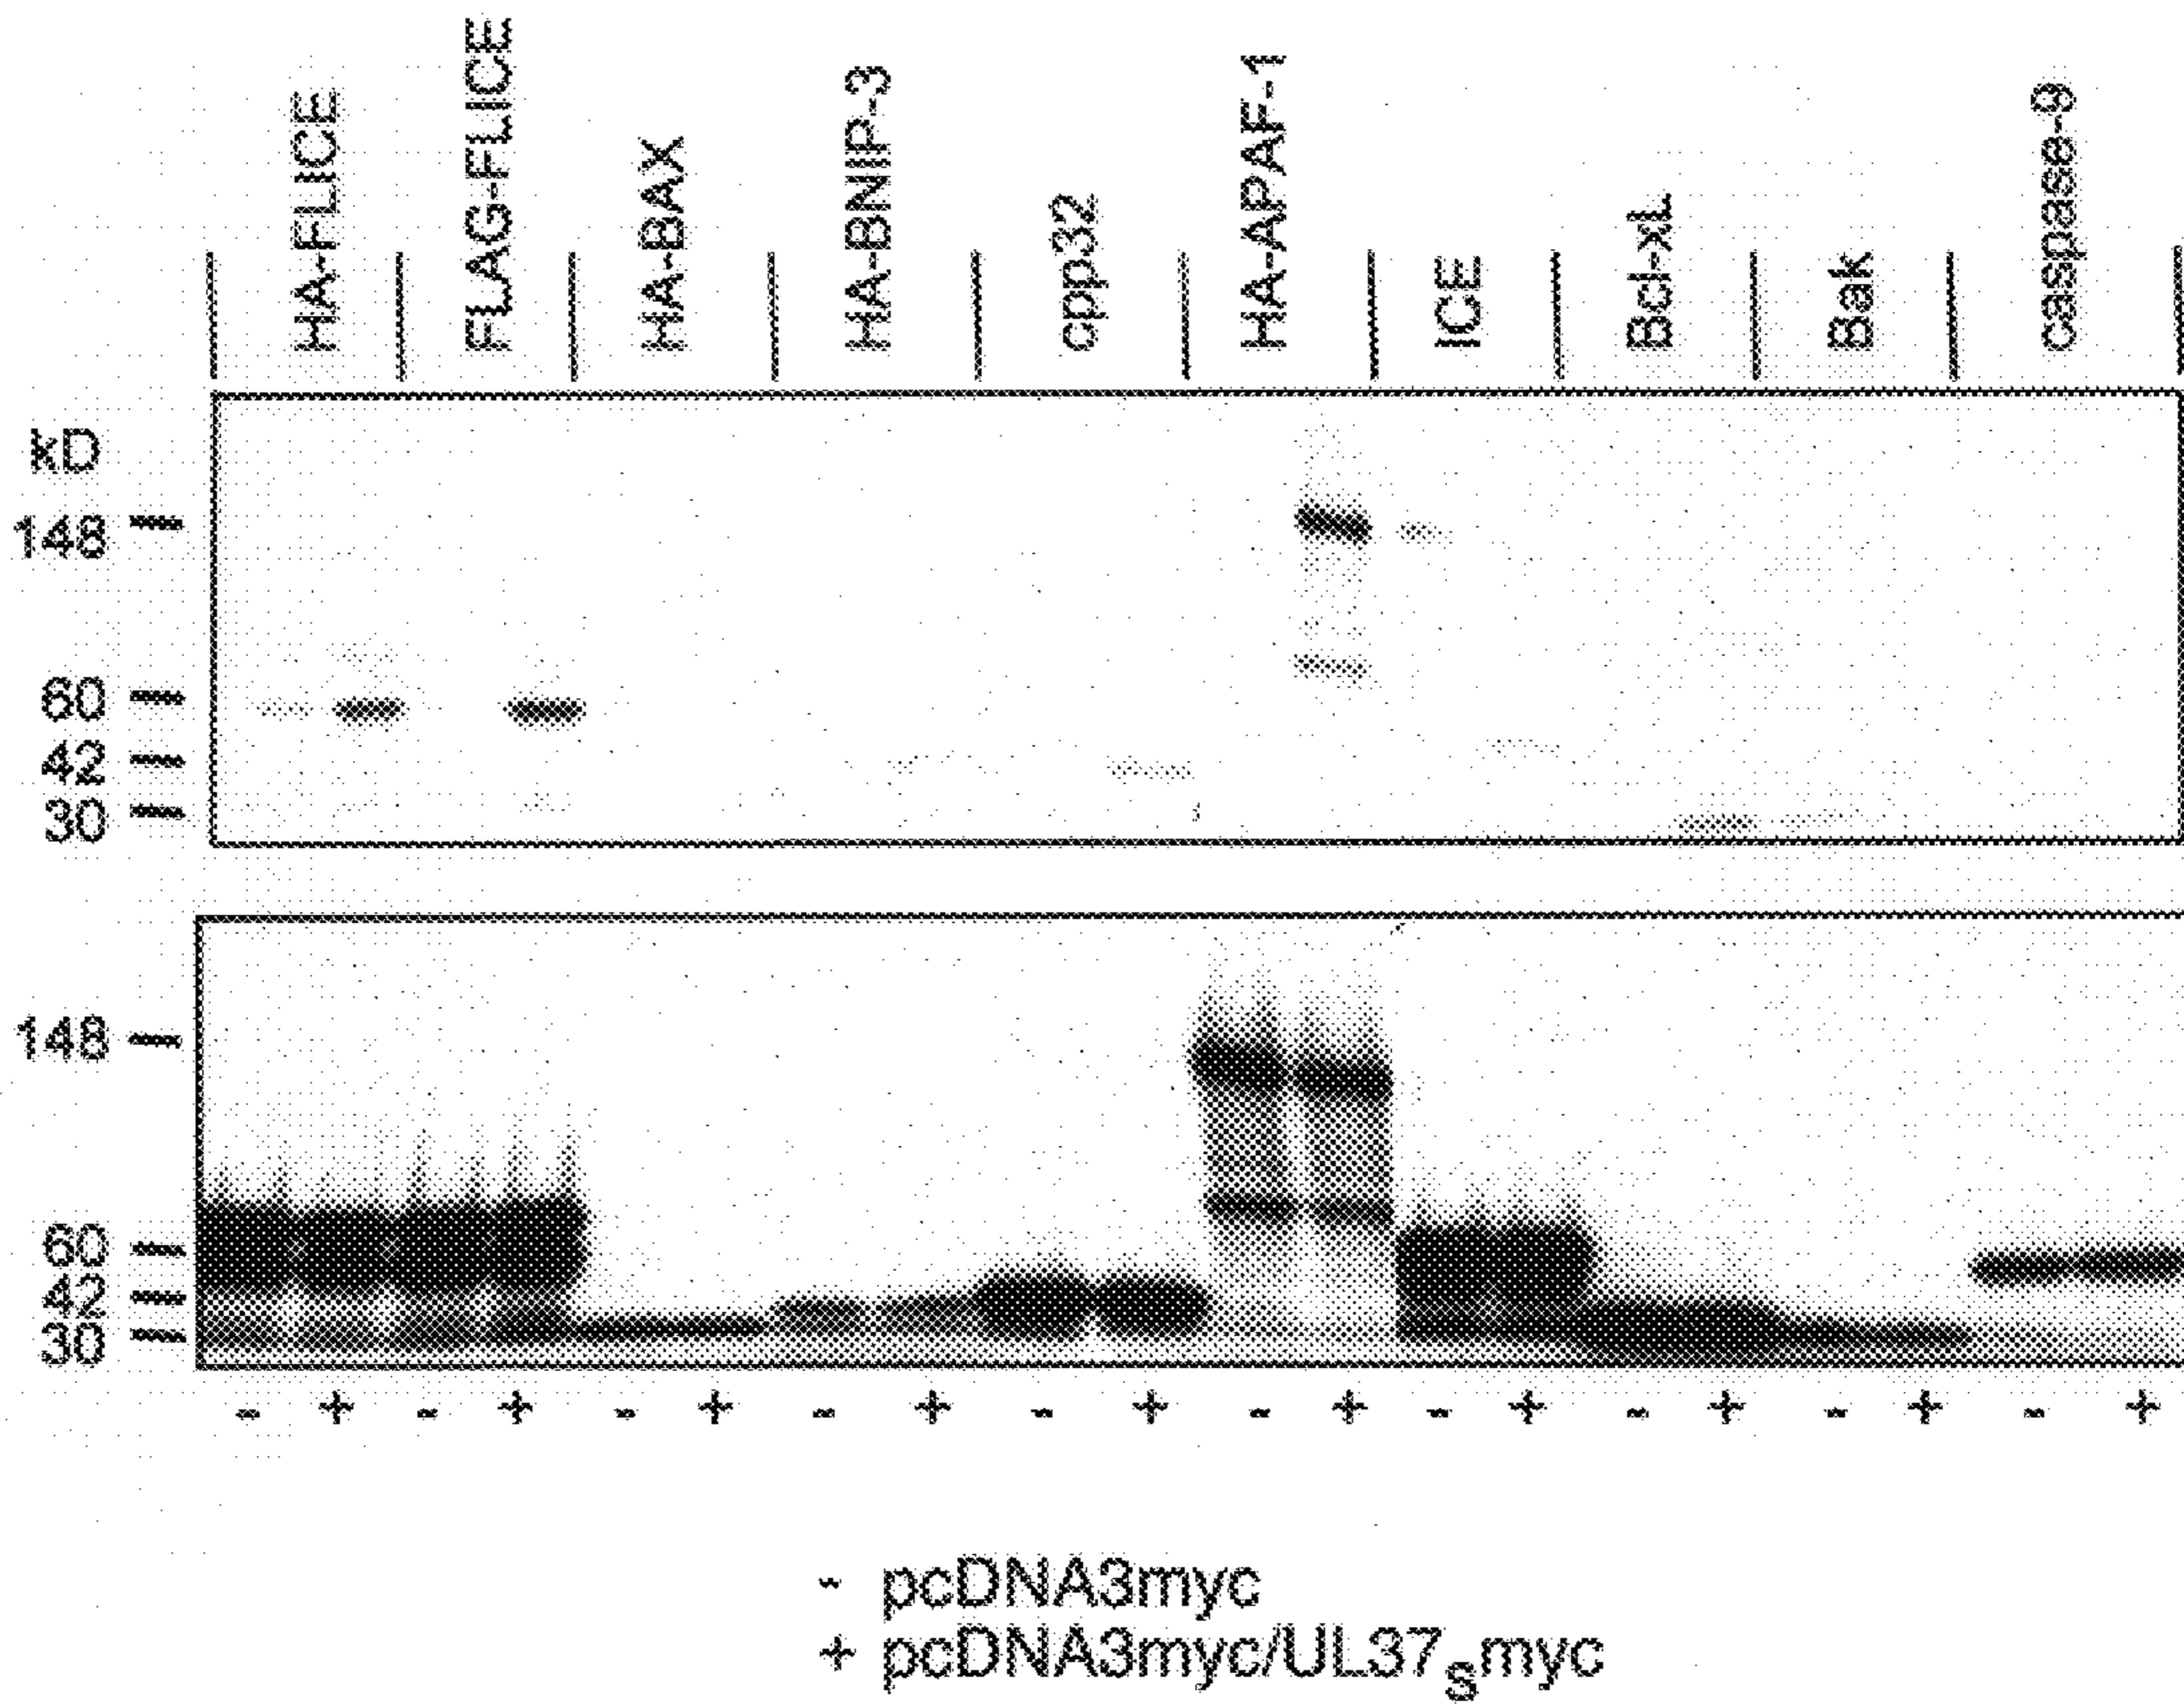 HA-FLICE
FLAG-FLICE
HA-BAX
HA-BNIP-3
cpp32
HA-APAF-1
ICE
Bcl-xL
Bak
caspase-9
kD
148
60
42
30
148
60
42
30
- + - + - + - + - + - + - + - + - + - +
- pcDNA3myc
+ pcDNA3myc/UL37Smyc